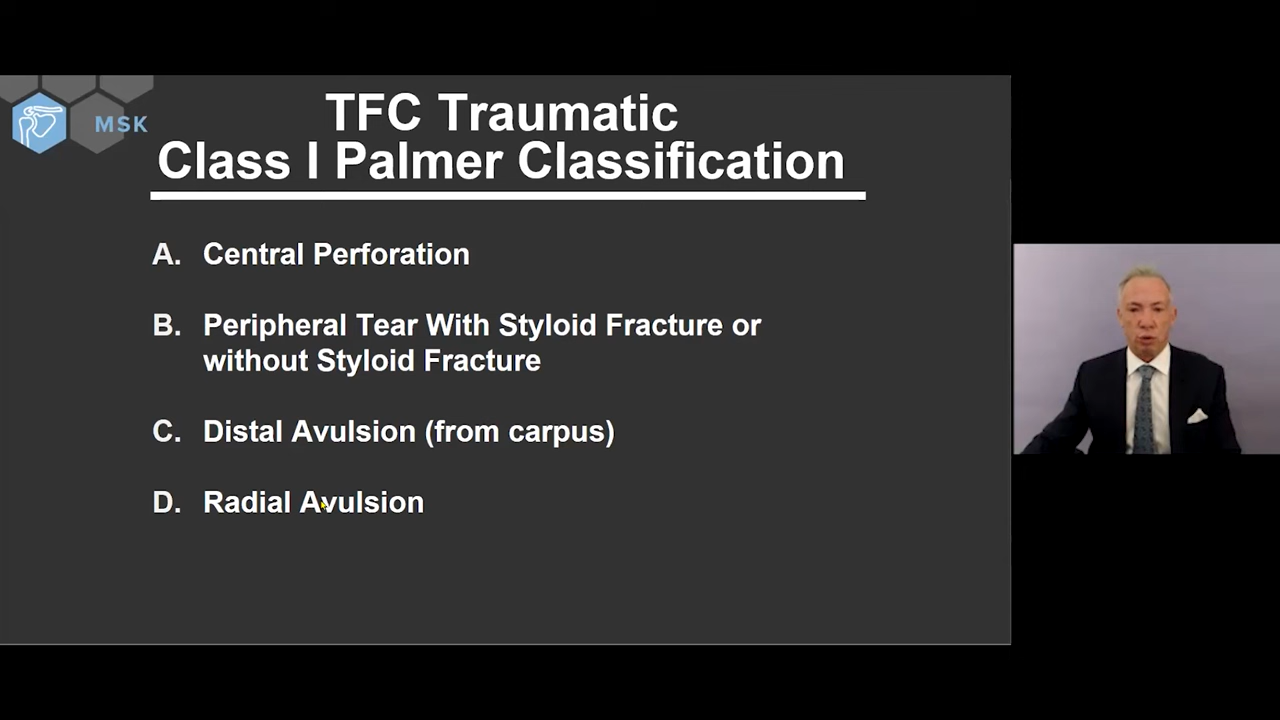 MSK
TFC Traumatic
Class I Palmer Classification
A. Central Perforation
B. Peripheral Tear With Styloid Fracture or
without Styloid Fracture
C. Distal Avulsion (from carpus)
D. Radial Avulsion